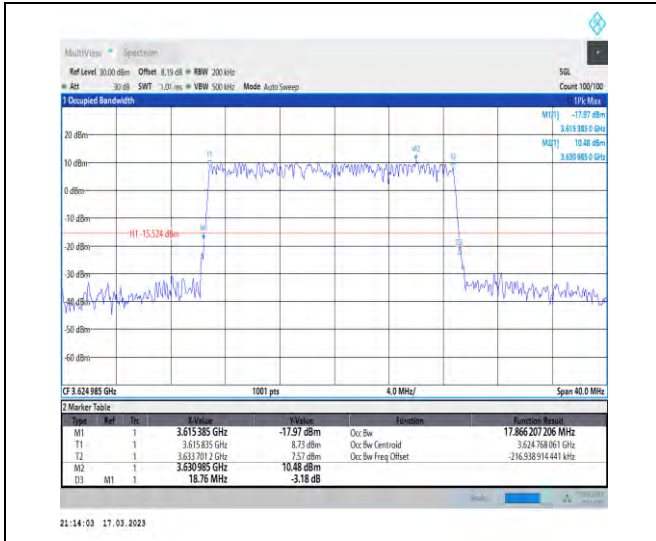 MultiView Spectrum
Ref Level 30.00 dBm Offset 8.19 dB RBW 200 kHz SGL
Att 30 dB SWT 1.01 ms VBW 500 kHz Mode Auto Sweep Count 100/100
1 Occupied Bandwidth 1Pk Max
M1[1] -17.97 dBm
3.615 385 0 GHz
M2[1] 10.48 dBm
3.630 985 0 GHz
20 dBm
T1 M2 T2
10 dBm
0 dBm
-10 dBm
M1
H1 -15.524 dBm
D3
-20 dBm
-30 dBm
-40 dBm
-50 dBm
-60 dBm
CF 3.624 985 GHz 1001 pts 4.0 MHz/ Span 40.0 MHz
2 Marker Table
Type Ref Trc X-Value Y-Value Function Function Result
M1 1 3.615 385 GHz -17.97 dBm Occ Bw 17.866 207 206 MHz
T1 1 3.615 835 GHz 8.73 dBm Occ Bw Centroid 3.624 768 061 GHz
T2 1 3.633 701 2 GHz 7.57 dBm Occ Bw Freq Offset -216.938 914 441 kHz
M2 1 3.630 985 GHz 10.48 dBm
D3 M1 1 18.76 MHz -3.18 dB
21:14:03 17.03.2023